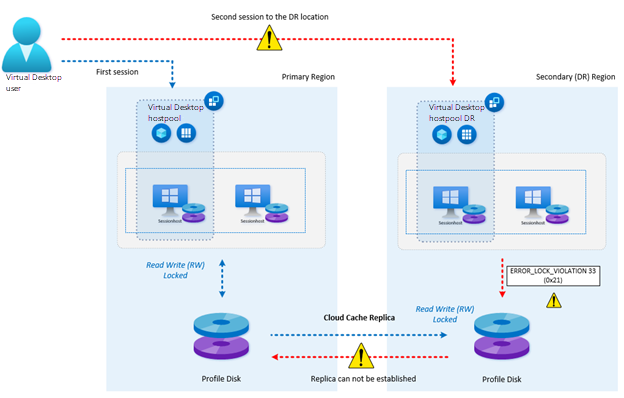 Second session to the DR location
Virtual Desktop
user
First session
Primary Region
Secondary (DR) Region
Virtual Desktop
hostpool
Virtual Desktop
hostpool DR
Sessionhost
Sessionhost
Sessionhost
Sessionhost
Read Write (RW)
Locked
ERROR_LOCK_VIOLATION 33
(0x21)
Cloud Cache Replica
Read Write (RW)
Locked
Profile Disk
Replica can not be established
Profile Disk